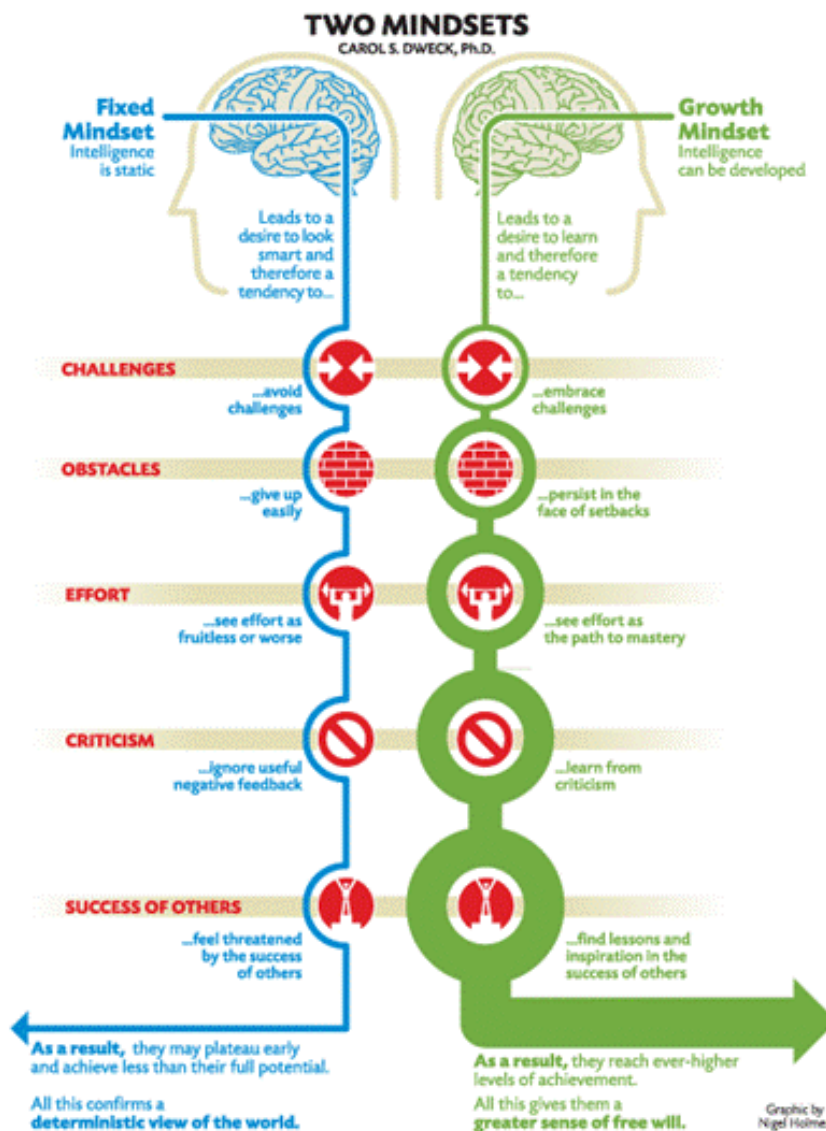 TWO MINDSETS
CAROL S. DWECK, Ph.D.
Fixed
Mindset
Intelligence
is static
Growth
Mindset
Intelligence
can be developed
Leads to a
desire to look
smart and
therefore a
tendency to...
Leads to a
desire to learn
and therefore
a tendency
to...
CHALLENGES
...avoid
challenges
...embrace
challenges
OBSTACLES
...give up
easily
...persist in the
face of setbacks
EFFORT
...see effort as
fruitless or worse
...see effort as
the path to mastery
CRITICISM
...ignore useful
negative feedback
...learn from
criticism
SUCCESS OF OTHERS
...feel threatened
by the success
of others
...find lessons and
inspiration in the
success of others
As a result, they may plateau early
and achieve less than their full potential.
All this confirms a
deterministic view of the world.
As a result, they reach ever-higher
levels of achievement.
All this gives them a
greater sense of free will.
Graphic by
Nigel Holme